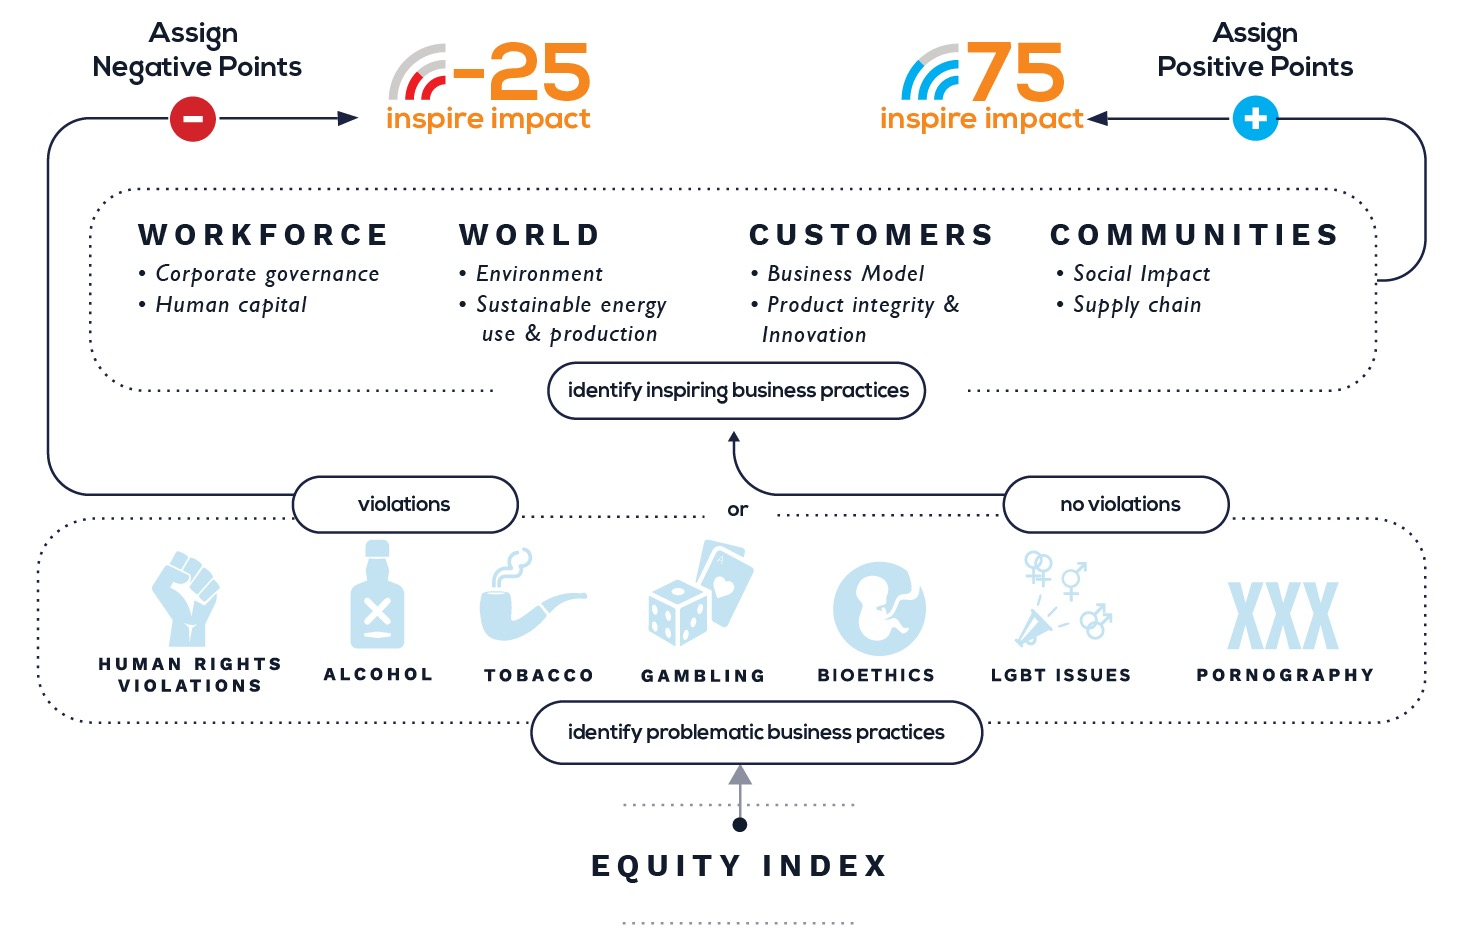 Assign
Negative Points
-25
inspire impact
75
inspire impact
Assign
Positive Points
WORKFORCE
• Corporate governance
• Human capital
WORLD
• Environment
• Sustainable energy
use & production
CUSTOMERS
• Business Model
• Product integrity &
Innovation
COMMUNITIES
• Social Impact
• Supply chain
identify inspiring business practices
violations
or
no violations
HUMAN RIGHTS
VIOLATIONS
ALCOHOL
TOBACCO
A
GAMBLING
BIOETHICS
LGBT ISSUES
XXX
PORNOGRAPHY
identify problematic business practices
EQUITY INDEX